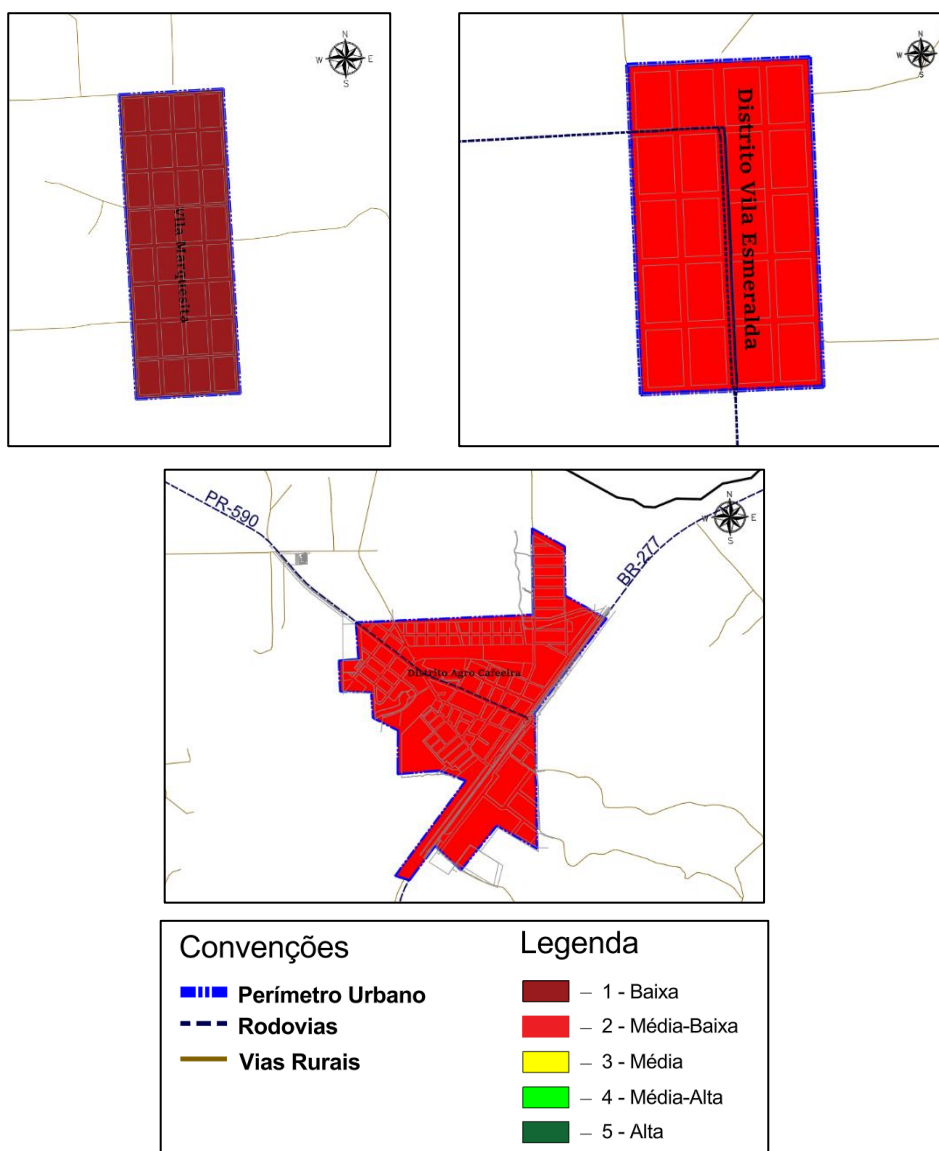 N
W E
S
Vila Marquesita
N
W E
S
Distrito Vila Esmeralda
PR-590
BR-277
N
W E
S
Distrito Agro Cafeeira
Convenções
Perímetro Urbano
Rodovias
Vias Rurais
Legenda
– 1 - Baixa
– 2 - Média-Baixa
– 3 - Média
– 4 - Média-Alta
– 5 - Alta